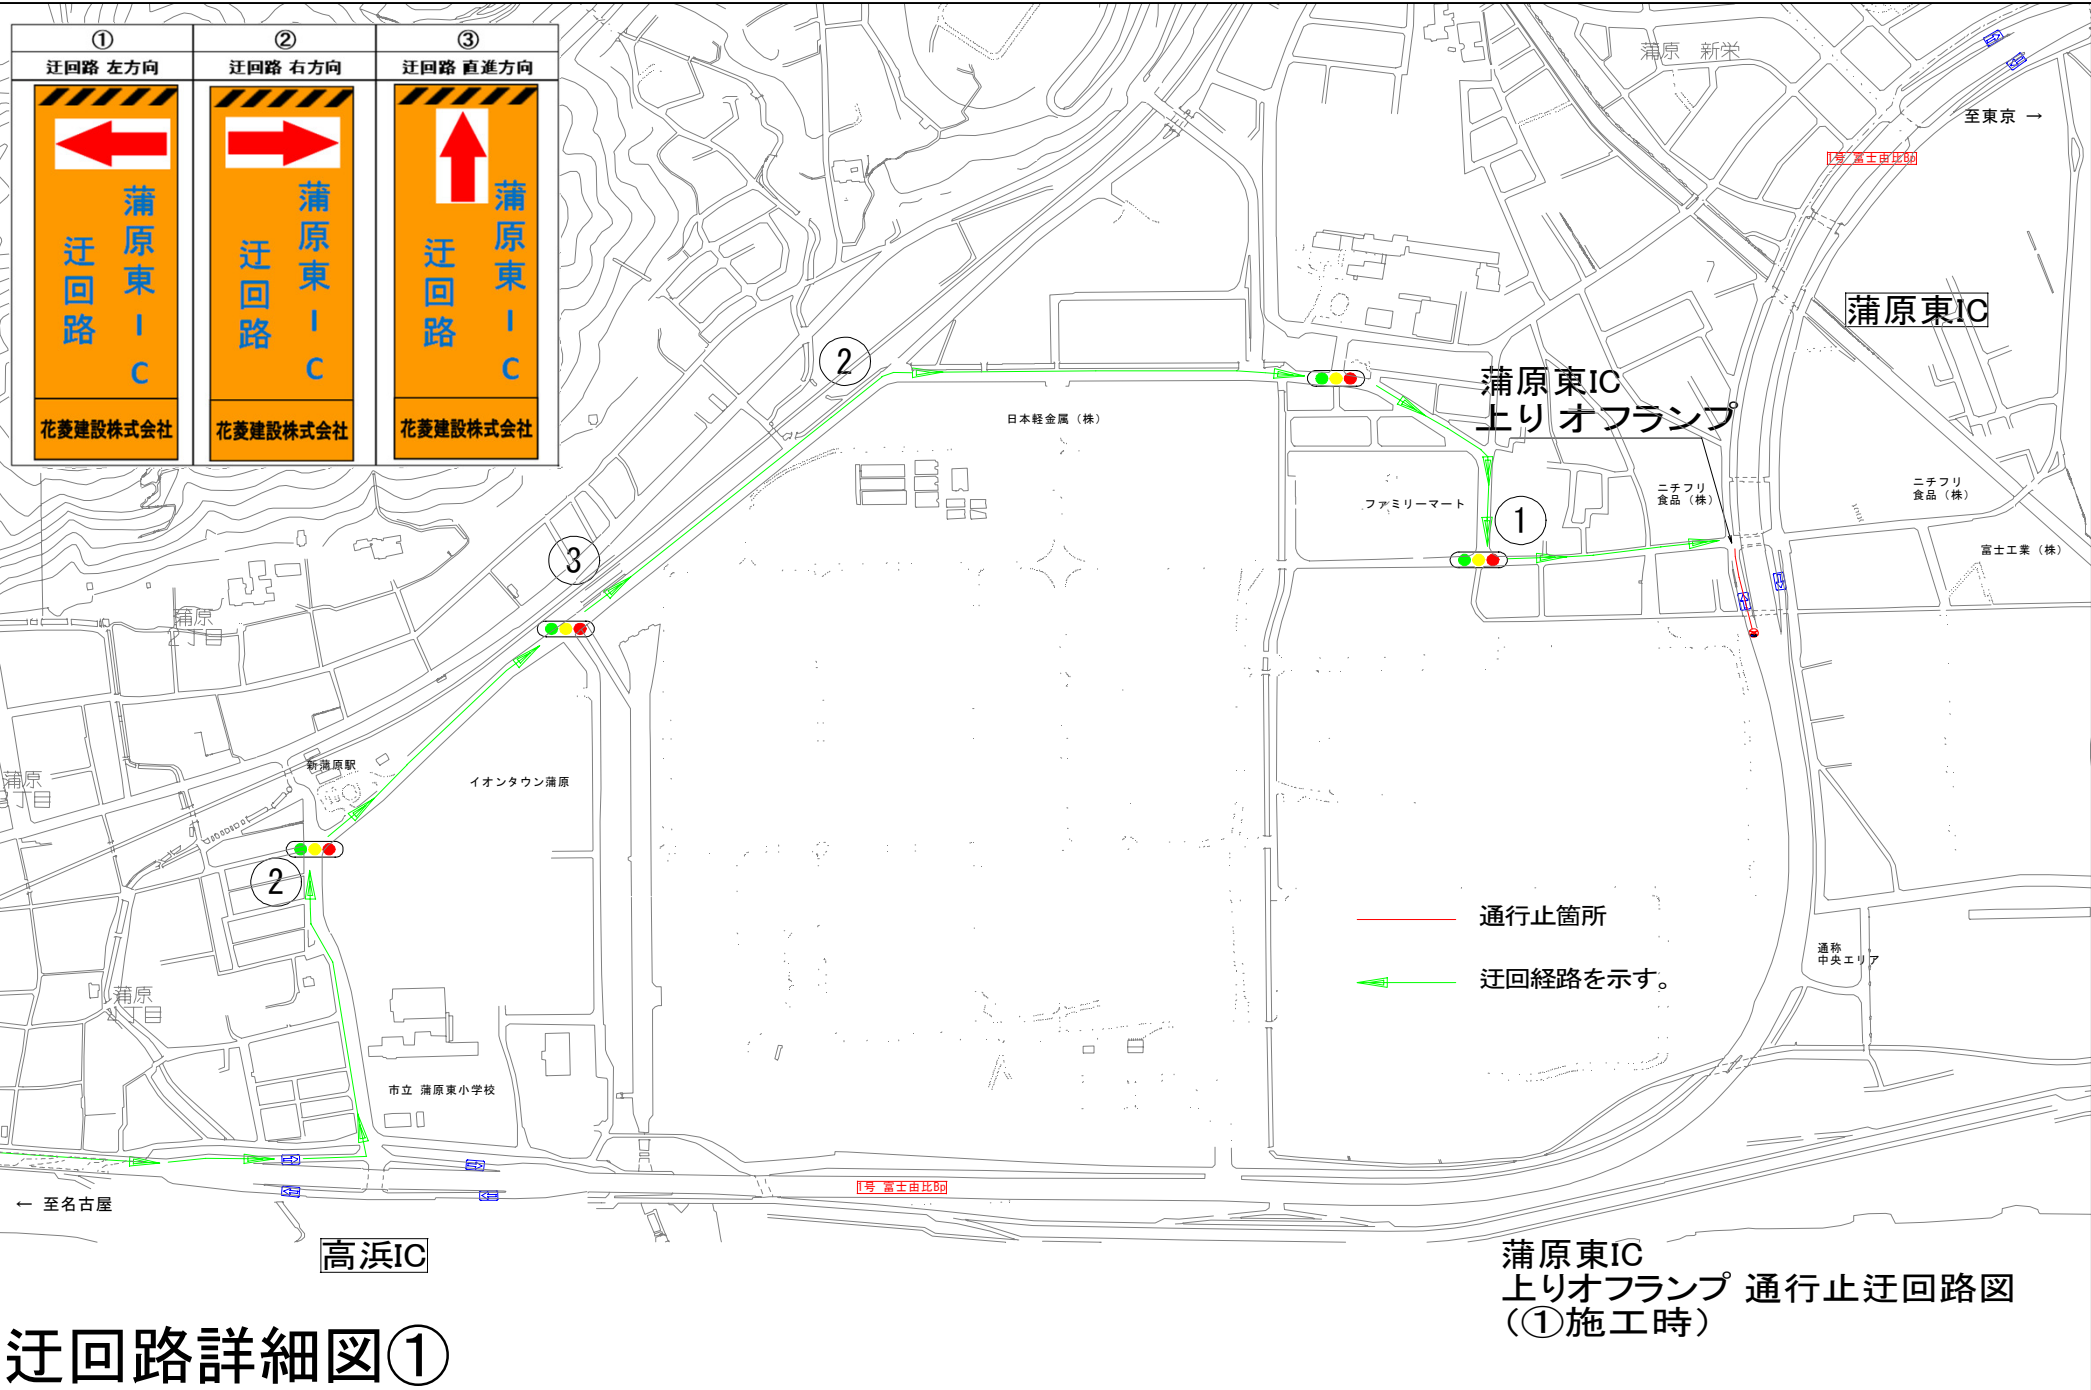 ①
②
③
迂回路 左方向
迂回路 右方向
迂回路 直進方向
蒲原東IC
迂回路
花菱建設株式会社
蒲原東IC
迂回路
花菱建設株式会社
蒲原東IC
迂回路
花菱建設株式会社
蒲原 新栄
至東京 →
1号 富士由比Bp
蒲原東IC
②
蒲原東IC
上り オフランプ
日本軽金属（株）
ニチフリ
食品（株）
ニチフリ
食品（株）
ファミリーマート
①
富士工業（株）
③
蒲原
2丁目
新蒲原駅
イオンタウン蒲原
蒲原
丁目
②
通行止箇所
通称
中央エリア
迂回経路を示す。
蒲原
丁目
市立 蒲原東小学校
1号 富士由比Bp
← 至名古屋
高浜IC
蒲原東IC
上りオフランプ 通行止迂回路図
（①施工時）
迂回路詳細図①